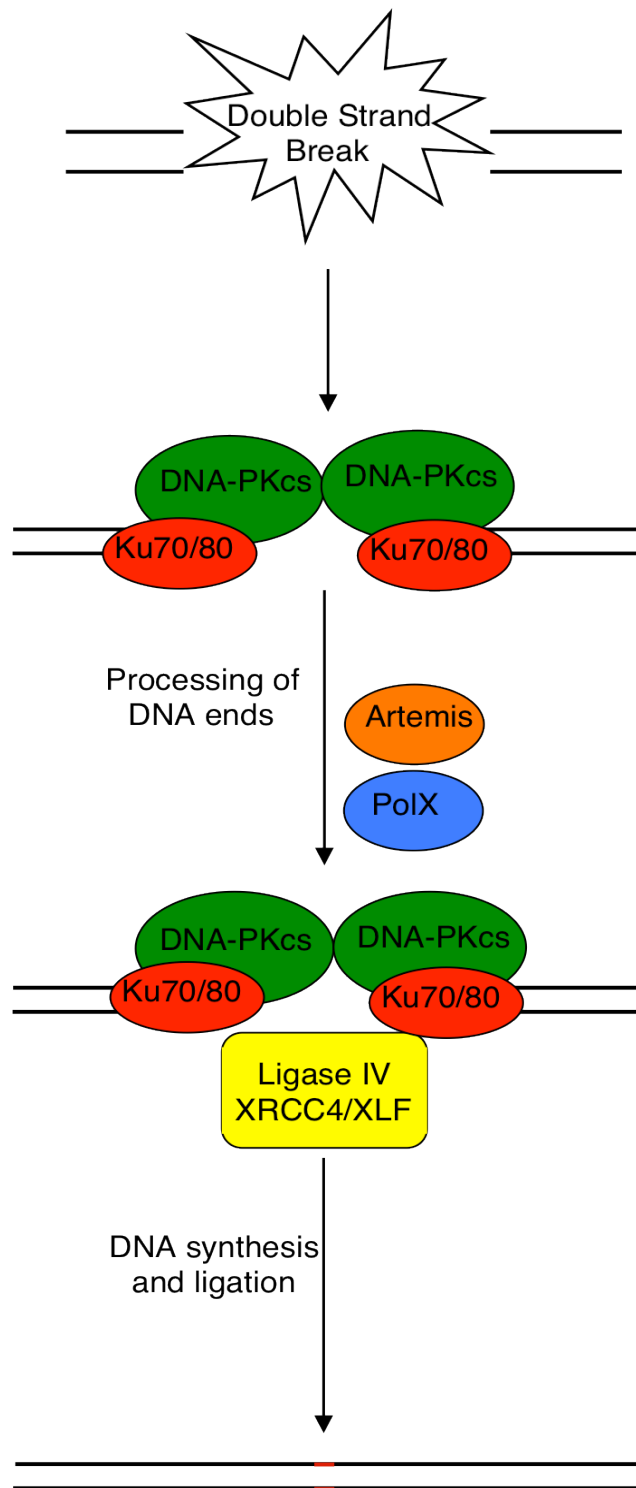 Double Strand
Break
DNA-PKcs
DNA-PKcs
Ku70/80
Ku70/80
Processing of
DNA ends
Artemis
PolX
DNA-PKcs
DNA-PKcs
Ku70/80
Ku70/80
Ligase IV
XRCC4/XLF
DNA synthesis
and ligation